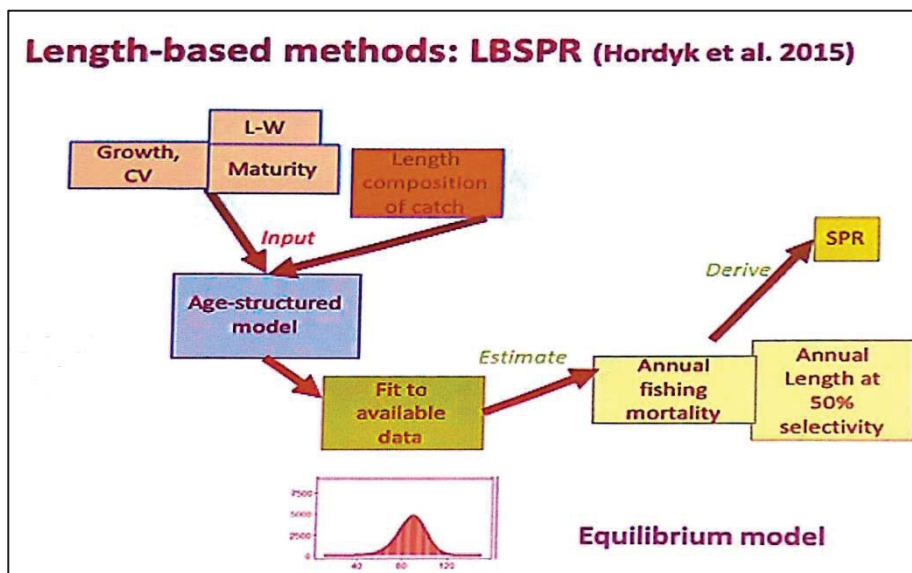 Length-based methods: LBSPR (Hordyk et al. 2015)
L-W
Growth,
CV
Maturity
Length
composition
of catch
Input
SPR
Derive
Age-structured
model
Estimate
Fit to
available
data
Annual
fishing
mortality
Annual
Length at
50%
selectivity
7500
5000
2500
0
40
80
120
Equilibrium model